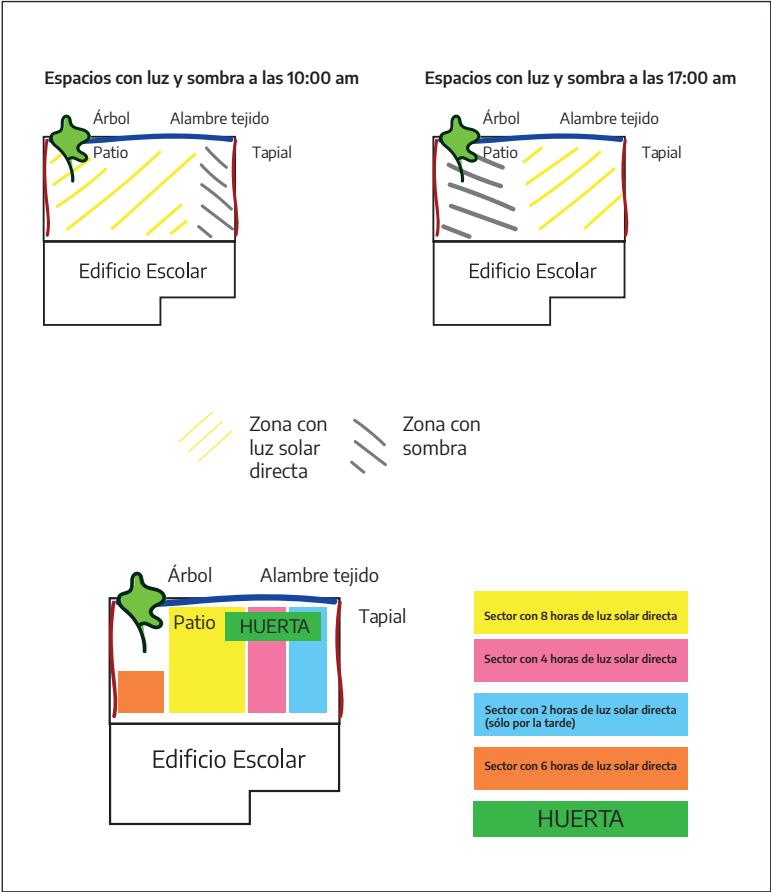 Espacios con luz y sombra a las 10:00 am
Árbol
Alambre tejido
Patio
Tapial
Edificio Escolar
Espacios con luz y sombra a las 17:00 am
Árbol
Alambre tejido
Patio
Tapial
Edificio Escolar
Zona con
luz solar
directa
Zona con
sombra
Árbol
Alambre tejido
Patio
HUERTA
Tapial
Edificio Escolar
Sector con 8 horas de luz solar directa
Sector con 4 horas de luz solar directa
Sector con 2 horas de luz solar directa
(sólo por la tarde)
Sector con 6 horas de luz solar directa
HUERTA